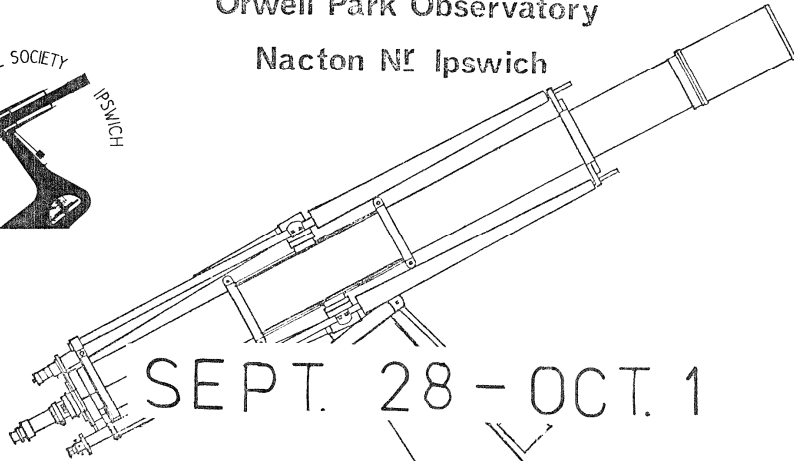 Orwell Park Observatory
Nacton Nr Ipswich
SOCIETY
IPSWICH
SEPT. 28 - OCT. 1